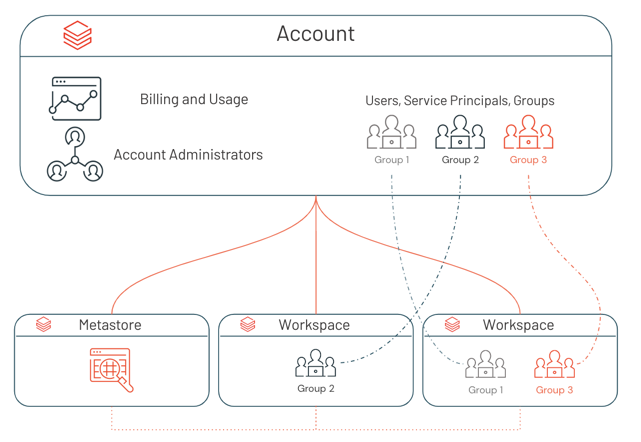 Account
Billing and Usage
Account Administrators
Users, Service Principals, Groups
Group 1
Group 2
Group 3
Metastore
Workspace
Group 2
Workspace
Group 1
Group 3